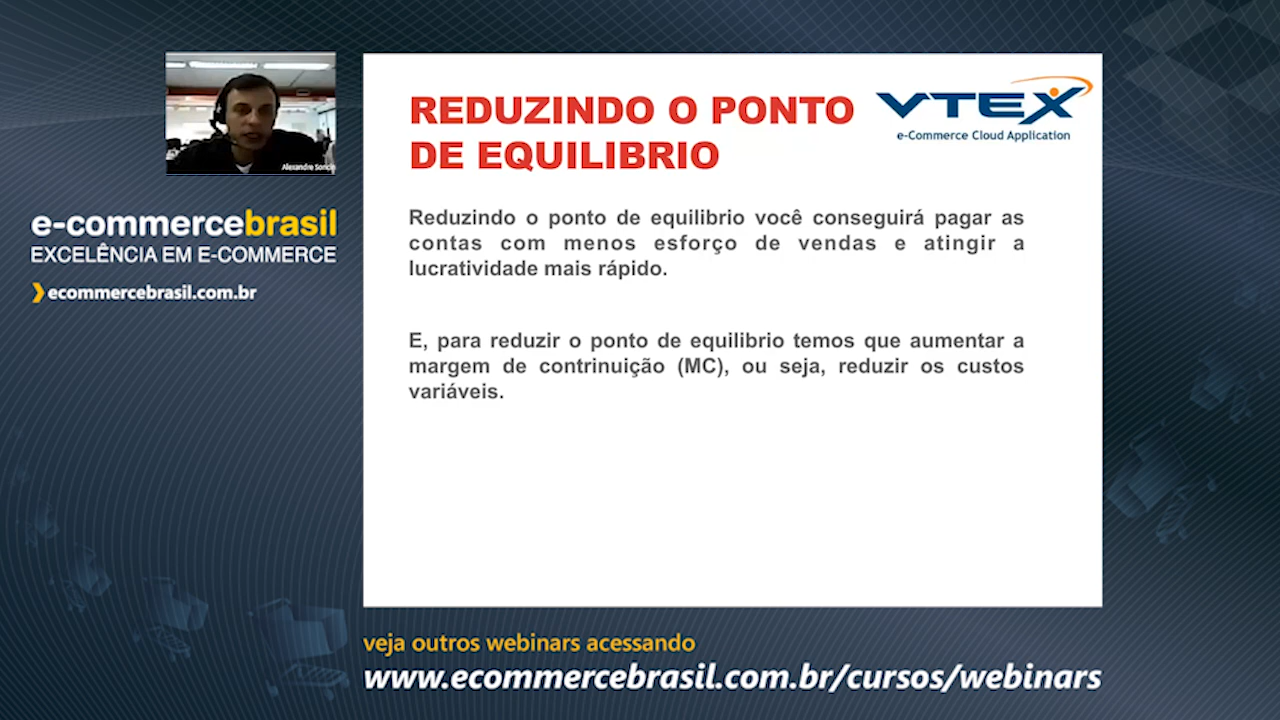 Alexandre Soncin
e-commercebrasil
EXCELÊNCIA EM E-COMMERCE
ecommercebrasil.com.br
REDUZINDO O PONTO
DE EQUILIBRIO
VTEX
e-Commerce Cloud Application
Reduzindo o ponto de equilibrio você conseguirá pagar as
contas com menos esforço de vendas e atingir a
lucratividade mais rápido.
E, para reduzir o ponto de equilibrio temos que aumentar a
margem de contrinuição (MC), ou seja, reduzir os custos
variáveis.
veja outros webinars acessando
www.ecommercebrasil.com.br/cursos/webinars